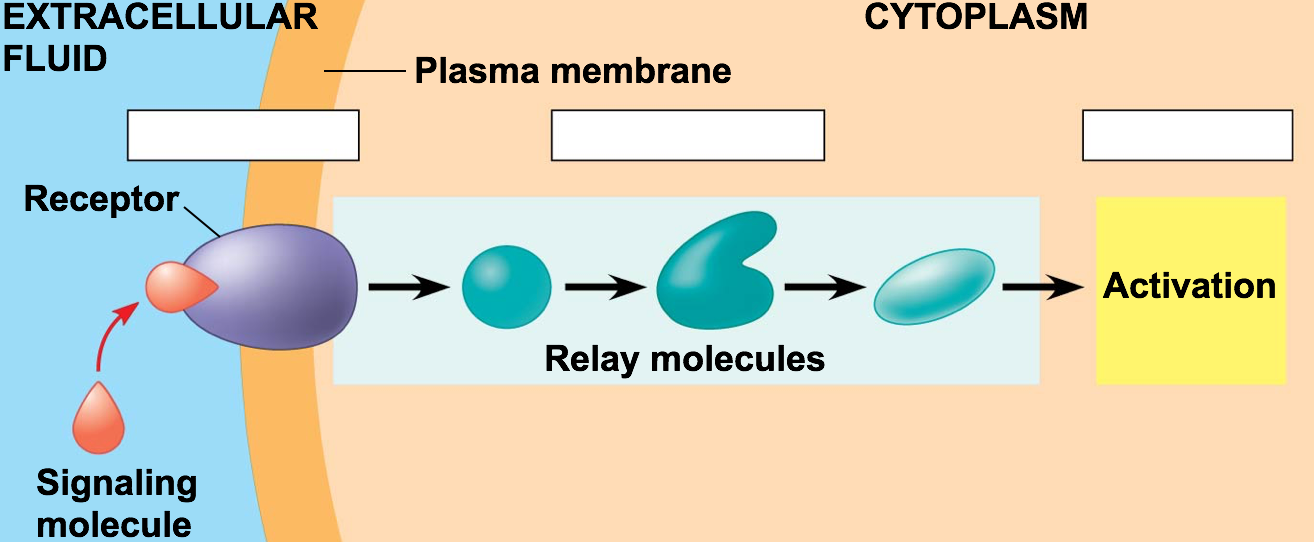 EXTRACELLULAR
FLUID
CYTOPLASM
Plasma membrane
Receptor
Activation
Relay molecules
Signaling
molecule